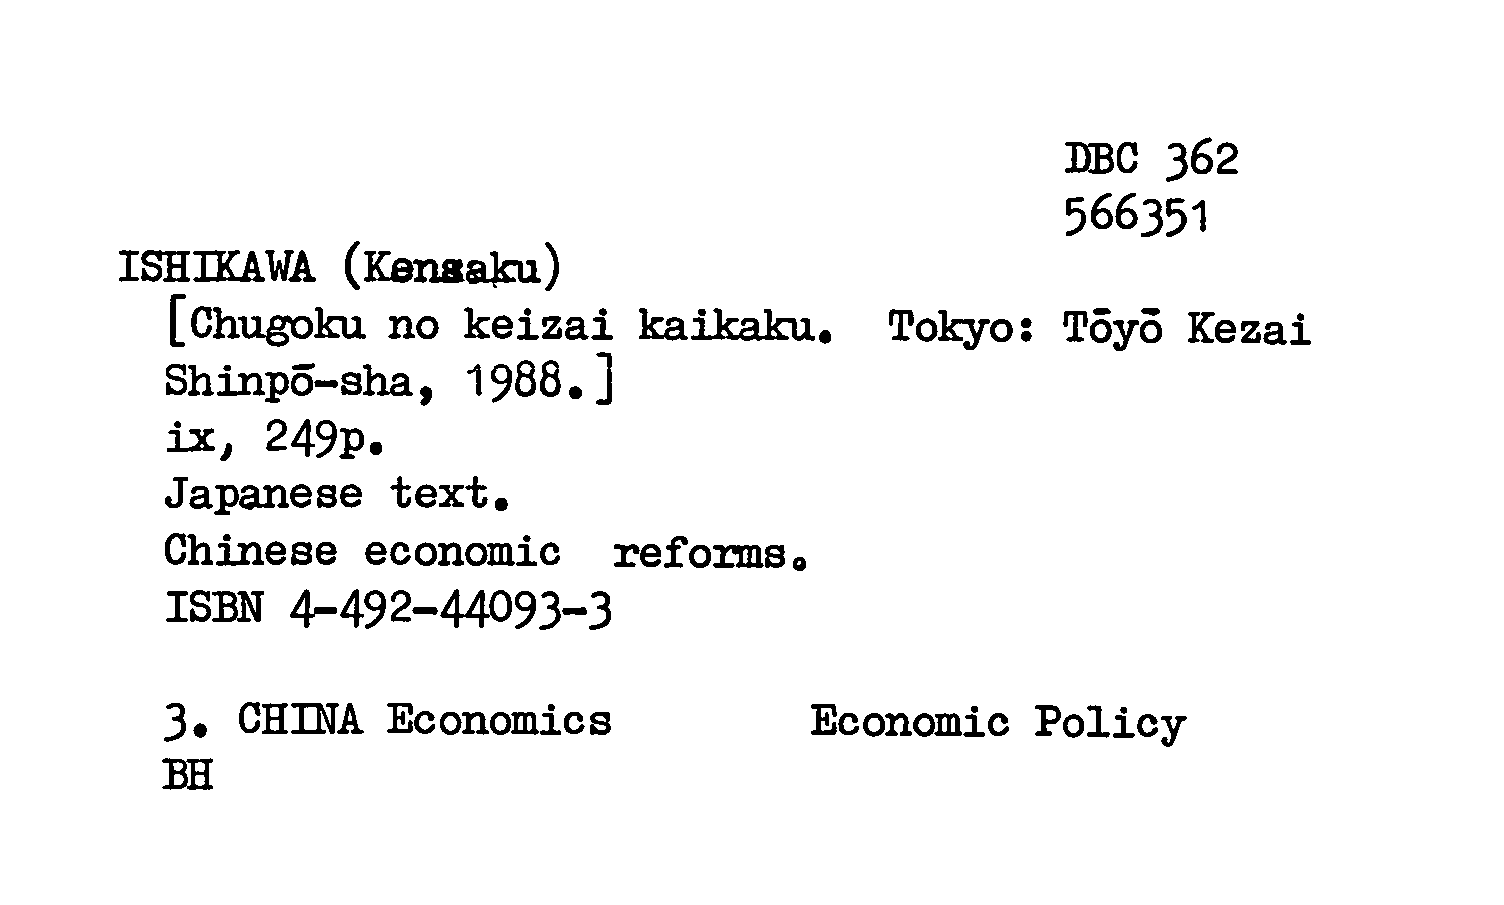 DBC 362
566351
ISHIKAWA (Kensaku)
[Chugoku no keizai kaikaku. Tokyo: Tōyō Kezai
Shinpō-sha, 1988.]
ix, 249p.
Japanese text.
Chinese economic reforms.
ISBN 4-492-44093-3
3. CHINA Economics Economic Policy
BH